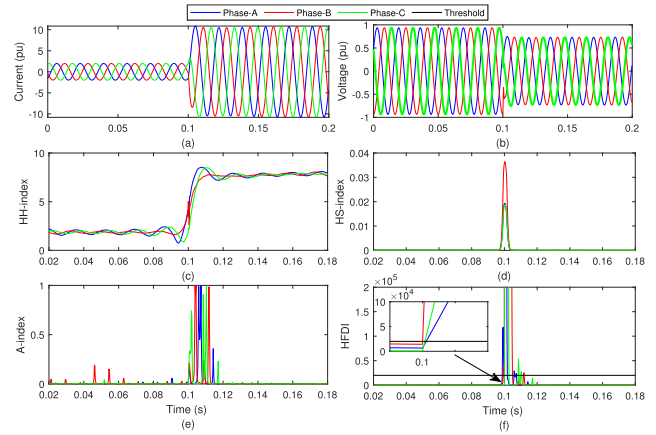 Phase-A Phase-B Phase-C Threshold
Current (pu)
10
5
0
-5
-10
0 0.05 0.1 0.15 0.2
(a)
Voltage (pu)
1
0.5
0
-0.5
-1
0 0.05 0.1 0.15 0.2
(b)
HH-index
10
5
0
0.02 0.04 0.06 0.08 0.1 0.12 0.14 0.16 0.18
(c)
HS-index
0.04
0.03
0.02
0.01
0
0.02 0.04 0.06 0.08 0.1 0.12 0.14 0.16 0.18
(d)
A-index
1
0.5
0
0.02 0.04 0.06 0.08 0.1 0.12 0.14 0.16 0.18
Time (s)
(e)
HFDI
×10⁵
2
1.5
1
0.5
0
×10⁴
10
5
0
0.1
0.02 0.04 0.06 0.08 0.1 0.12 0.14 0.16 0.18
Time (s)
(f)